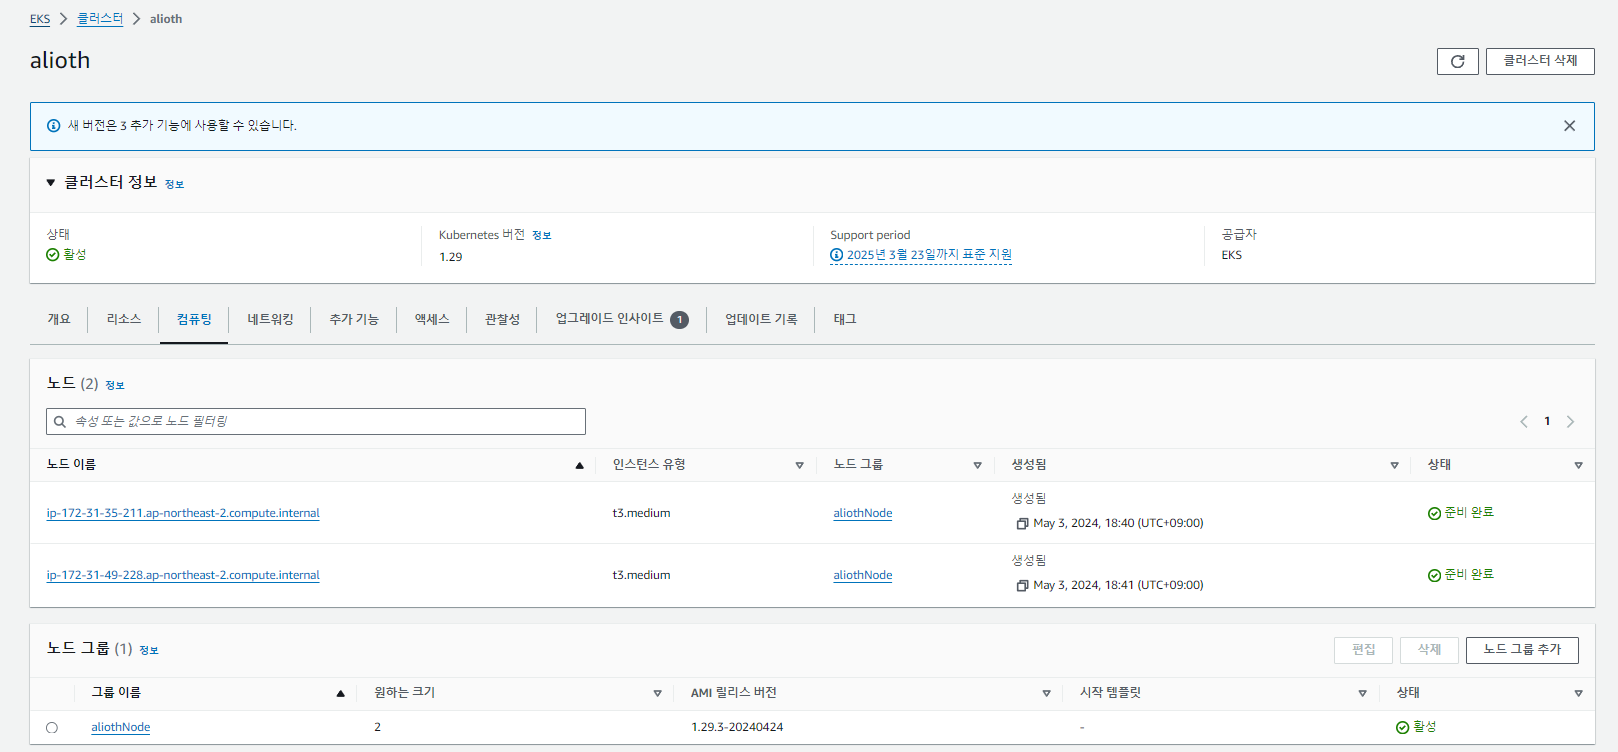 EKS > 클러스터 > alioth
alioth
클러스터 삭제
새 버전은 3 추가 기능에 사용할 수 있습니다.
클러스터 정보 정보
상태
활성
Kubernetes 버전 정보
1.29
Support period
2025년 3월 23일까지 표준 지원
공급자
EKS
개요 리소스 컴퓨팅 네트워킹 추가 기능 액세스 관찰성 업그레이드 인사이트 1 업데이트 기록 태그
노드 (2) 정보
속성 또는 값으로 노드 필터링
1
노드 이름 인스턴스 유형 노드 그룹 생성됨 상태
ip-172-31-35-211.ap-northeast-2.compute.internal t3.medium aliothNode 생성됨 May 3, 2024, 18:40 (UTC+09:00) 준비 완료
ip-172-31-49-228.ap-northeast-2.compute.internal t3.medium aliothNode 생성됨 May 3, 2024, 18:41 (UTC+09:00) 준비 완료
노드 그룹 (1) 정보
편집 삭제 노드 그룹 추가
그룹 이름 원하는 크기 AMI 릴리스 버전 시작 템플릿 상태
aliothNode 2 1.29.3-20240424 - 활성